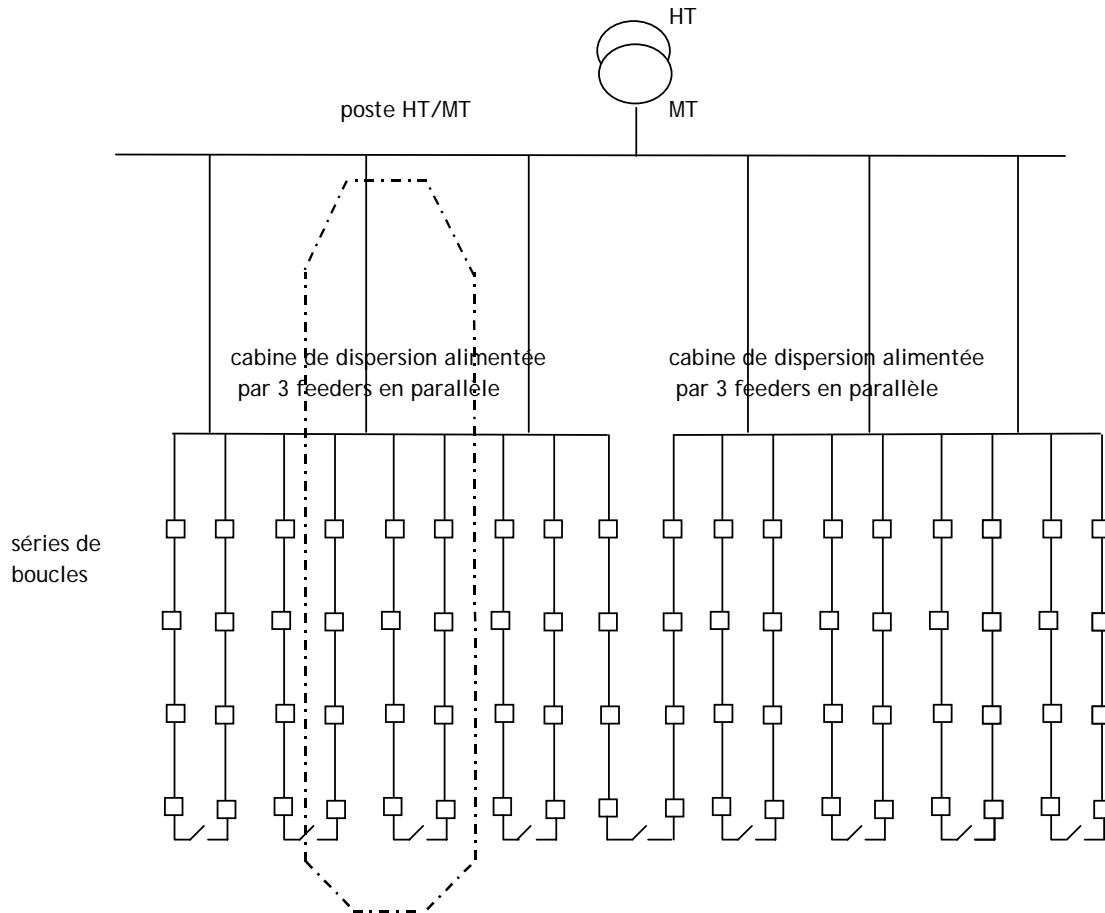 HT
poste HT/MT
MT
cabine de dispersion alimentée
par 3 feeders en parallèle
cabine de dispersion alimentée
par 3 feeders en parallèle
séries de
boucles